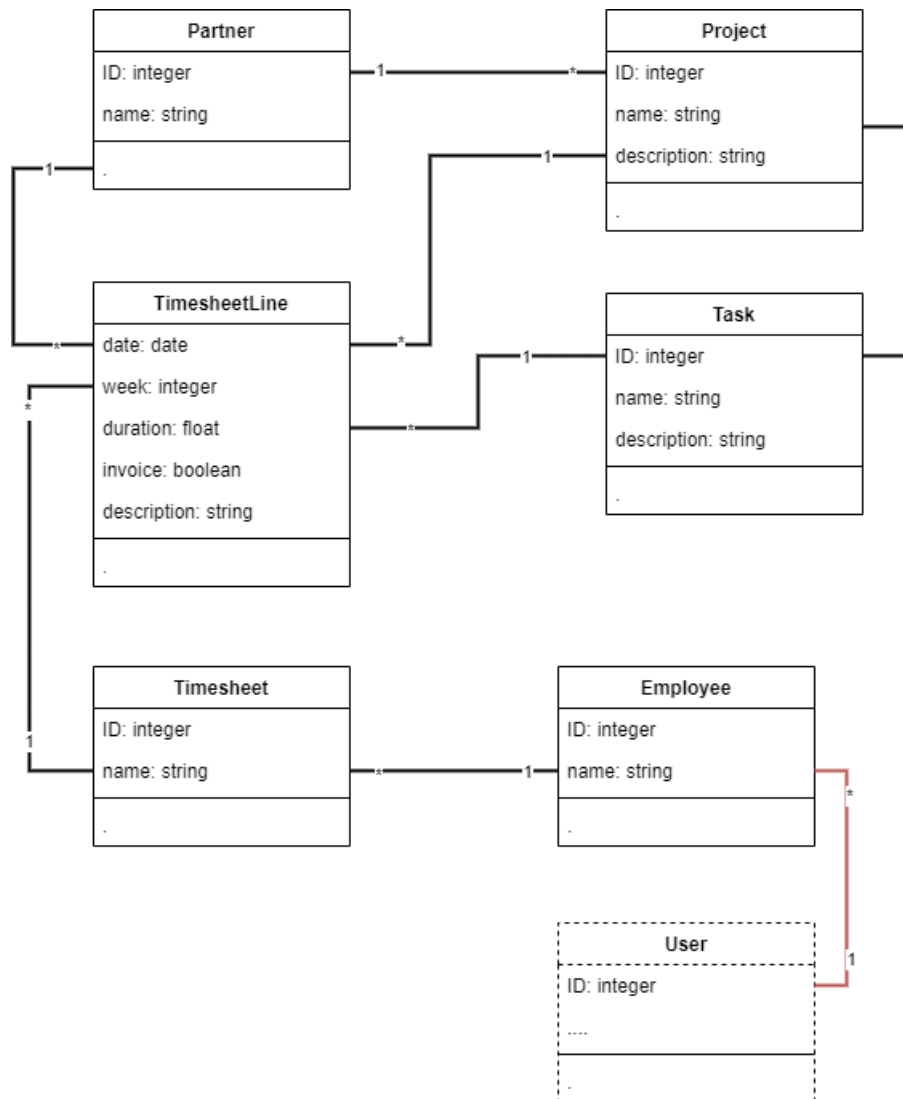 Partner
ID: integer
name: string
.
Project
ID: integer
name: string
description: string
.
1
*
1
1
*
*
TimesheetLine
date: date
week: integer
duration: float
invoice: boolean
description: string
.
Task
ID: integer
name: string
description: string
.
1
*
*
1
Timesheet
ID: integer
name: string
.
*
1
Employee
ID: integer
name: string
.
*
1
User
ID: integer
....
.